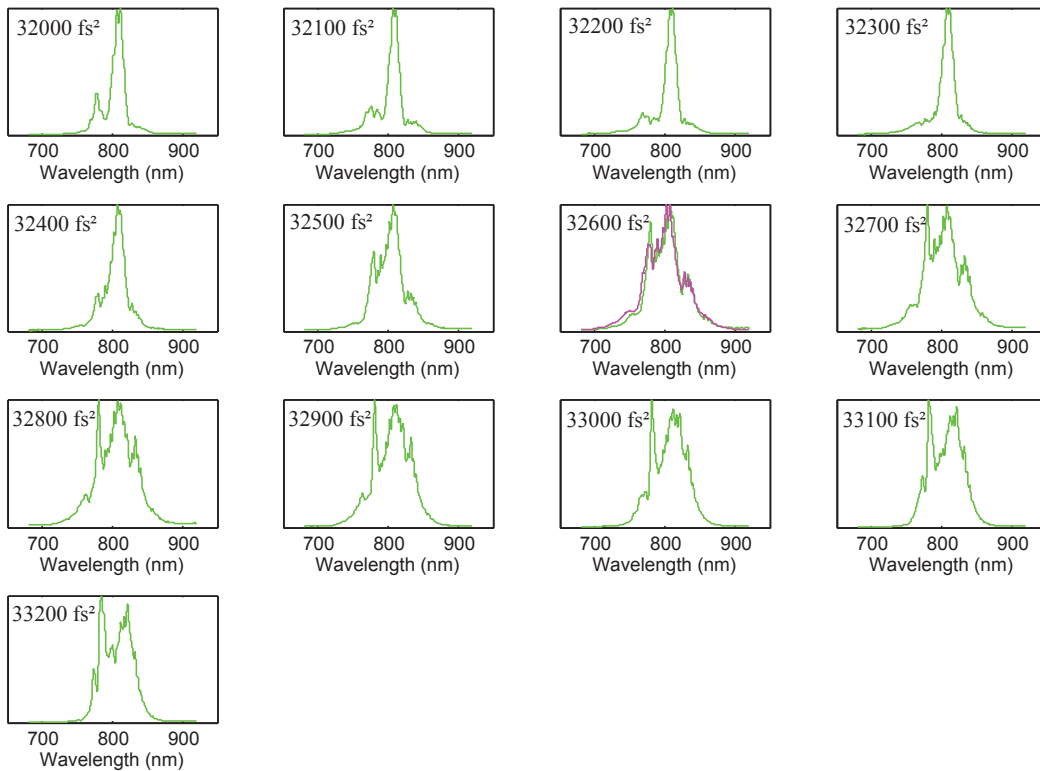 32000 fs²
32100 fs²
32200 fs²
32300 fs²
700 800 900
700 800 900
700 800 900
700 800 900
Wavelength (nm)
Wavelength (nm)
Wavelength (nm)
Wavelength (nm)
32400 fs²
32500 fs²
32600 fs²
32700 fs²
700 800 900
700 800 900
700 800 900
700 800 900
Wavelength (nm)
Wavelength (nm)
Wavelength (nm)
Wavelength (nm)
32800 fs²
32900 fs²
33000 fs²
33100 fs²
700 800 900
700 800 900
700 800 900
700 800 900
Wavelength (nm)
Wavelength (nm)
Wavelength (nm)
Wavelength (nm)
33200 fs²
700 800 900
Wavelength (nm)